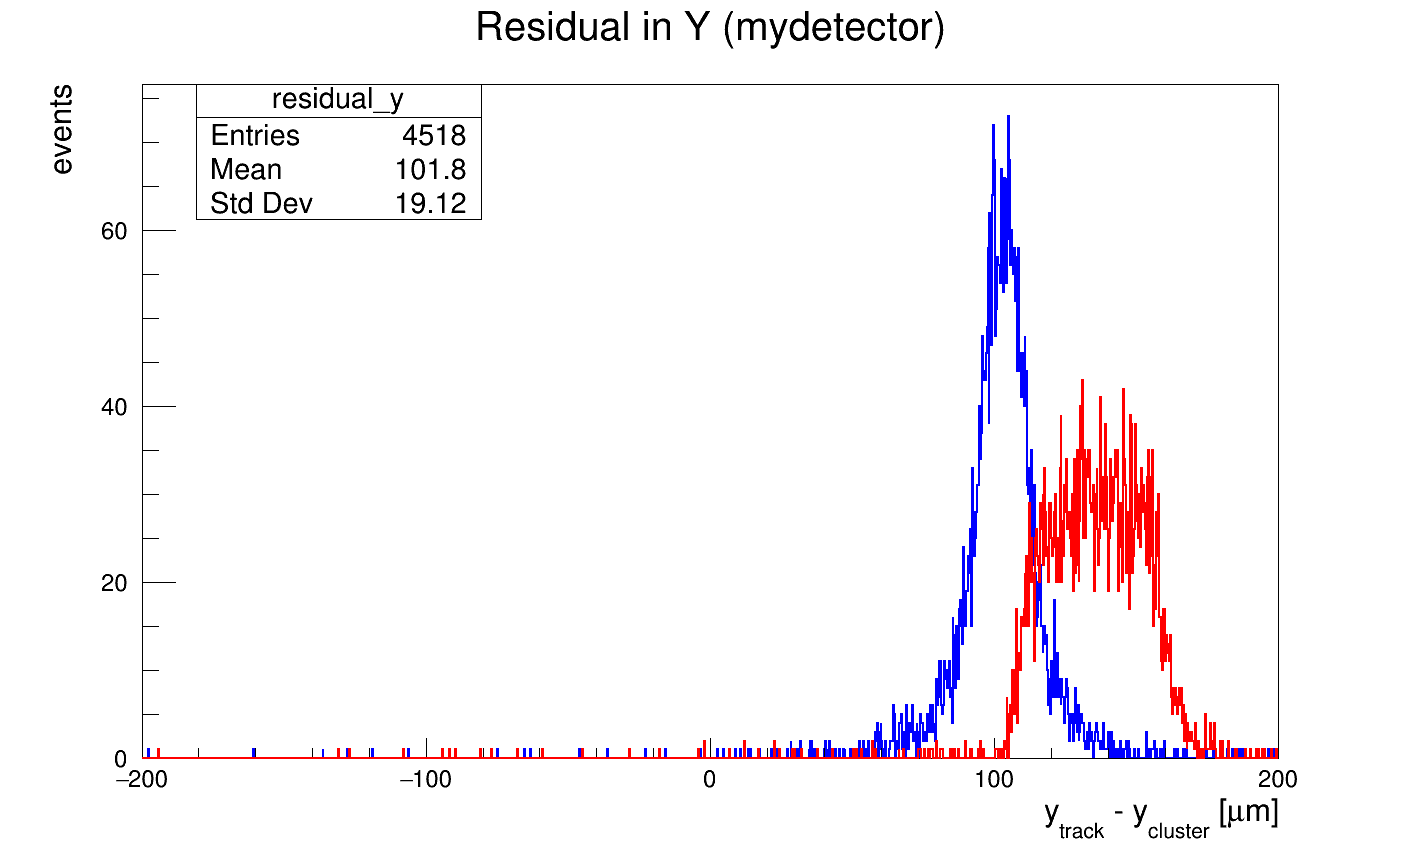 Residual in Y (mydetector)
events
residual_y
Entries 4518
Mean 101.8
Std Dev 19.12
60
40
20
0
−200 −100 0 100 200
y_track - y_cluster [μm]